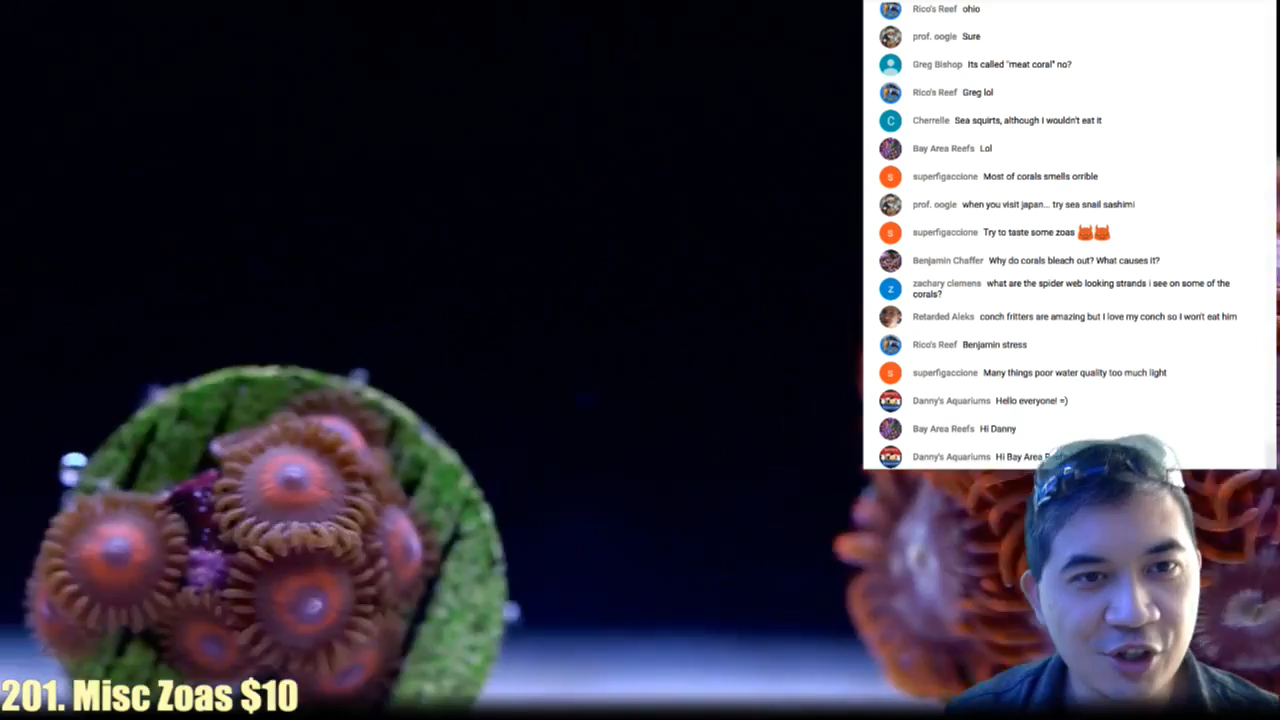 Rico's Reef ohio
prof. oogie Sure
Greg Bishop Its called "meat coral" no?
Rico's Reef Greg lol
C
Cherrelle Sea squirts, although I wouldn't eat it
Bay Area Reefs Lol
s
superfigaccione Most of corals smells orrible
prof. oogie when you visit japan... try sea snail sashimi
s
superfigaccione Try to taste some zoas
Benjamin Chaffer Why do corals bleach out? What causes it?
z
zachary clemens what are the spider web looking strands i see on some of the
corals?
Retarded Aleks conch fritters are amazing but I love my conch so I won't eat him
Rico's Reef Benjamin stress
s
superfigaccione Many things poor water quality too much light
Danny's Aquariums Hello everyone! =)
Bay Area Reefs Hi Danny
Danny's Aquariums Hi Bay Area
201. Misc Zoas $10